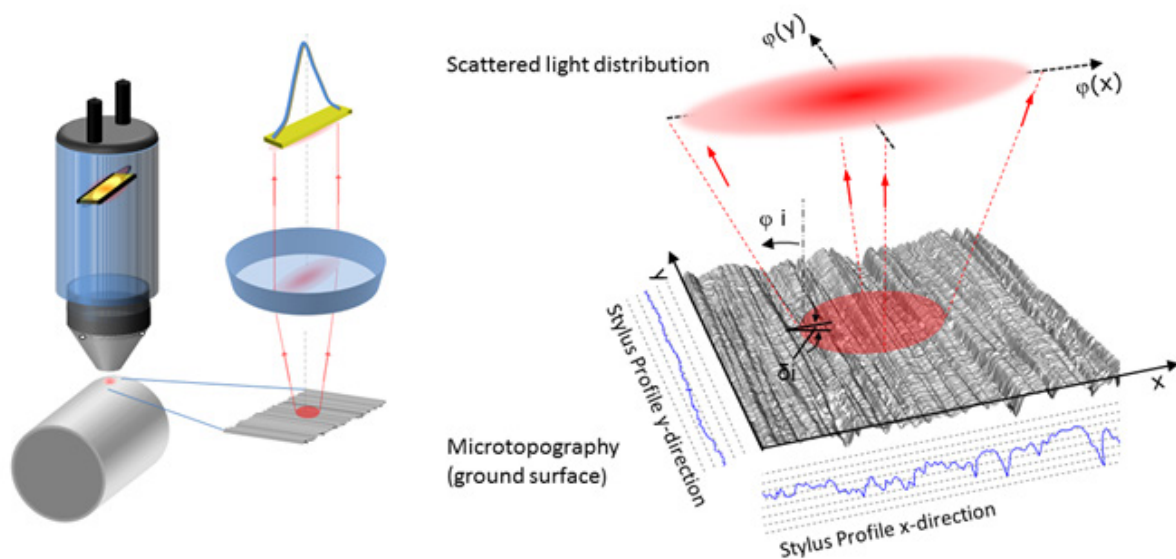 Scattered light distribution
φ(y)
φ(x)
φ i
y
δi
x
Stylus Profile y-direction
Microtopography
(ground surface)
Stylus Profile x-direction